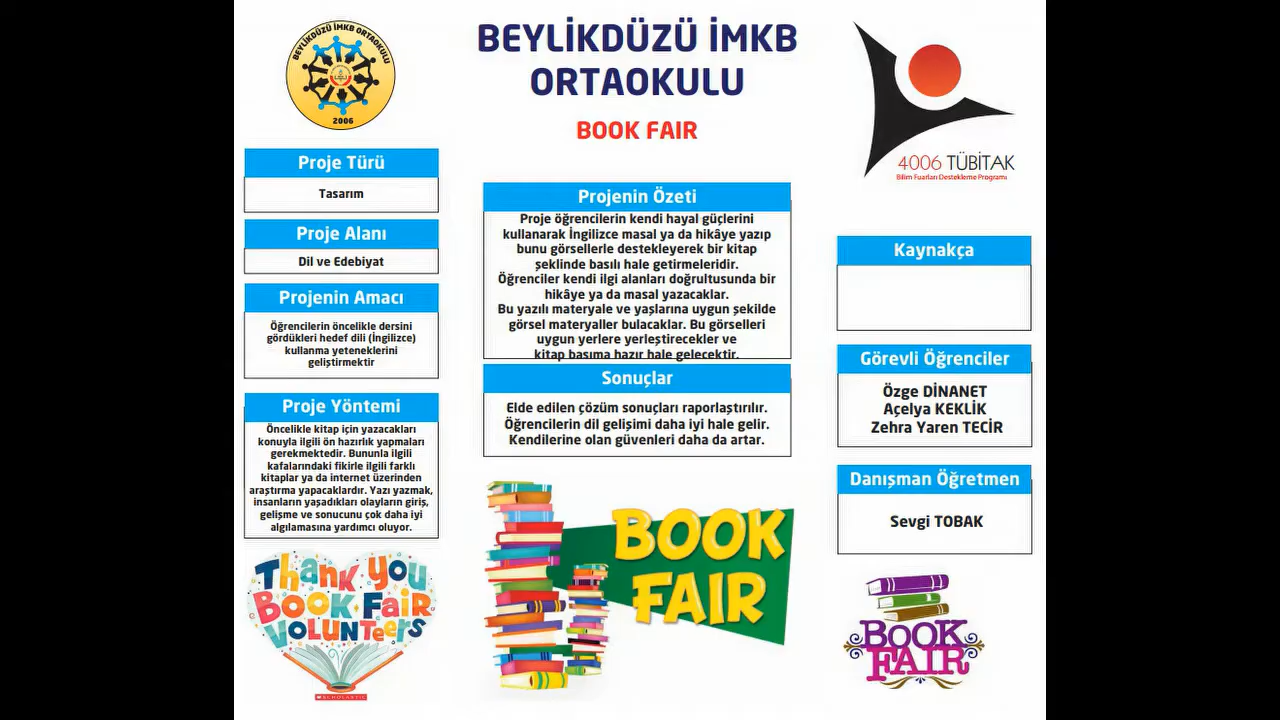 BEYLİKDÜZÜ İMKB ORTAOKULU
2006
Proje Türü
Tasarım
Proje Alanı
Dil ve Edebiyat
Projenin Amacı
Öğrencilerin öncelikle dersini
gördükleri hedef dili (İngilizce)
kullanma yeteneklerini
geliştirmektir
Proje Yöntemi
Öncelikle kitap için yazacakları
konuyla ilgili ön hazırlık yapmaları
gerekmektedir. Bununla ilgili
kafalarındaki fikirle ilgili farklı
kitaplar ya da internet üzerinden
araştırma yapacaklardır. Yazı yazmak,
insanların yaşadıkları olayların giriş,
gelişme ve sonucunu çok daha iyi
algılamasına yardımcı oluyor.
Thank you
Book Fair
Volunteers
SCHOLASTIC
BEYLİKDÜZÜ İMKB
ORTAOKULU
BOOK FAIR
Projenin Özeti
Proje öğrencilerin kendi hayal güçlerini
kullanarak İngilizce masal ya da hikâye yazıp
bunu görsellerle destekleyerek bir kitap
şeklinde basılı hale getirmeleridir.
Öğrenciler kendi ilgi alanları doğrultusunda bir
hikâye ya da masal yazacaklar.
Bu yazılı materyale ve yaşlarına uygun şekilde
görsel materyaller bulacaklar. Bu görselleri
uygun yerlere yerleştirecekler ve
kitap basıma hazır hale gelecektir.
Sonuçlar
Elde edilen çözüm sonuçları raporlaştırılır.
Öğrencilerin dil gelişimi daha iyi hale gelir.
Kendilerine olan güvenleri daha da artar.
BOOK
FAIR
4006 TÜBİTAK
Bilim Fuarları Destekleme Programı
Kaynakça
Görevli Öğrenciler
Özge DİNANET
Açelya KEKLİK
Zehra Yaren TECİR
Danışman Öğretmen
Sevgi TOBAK
BOOK
FAIR